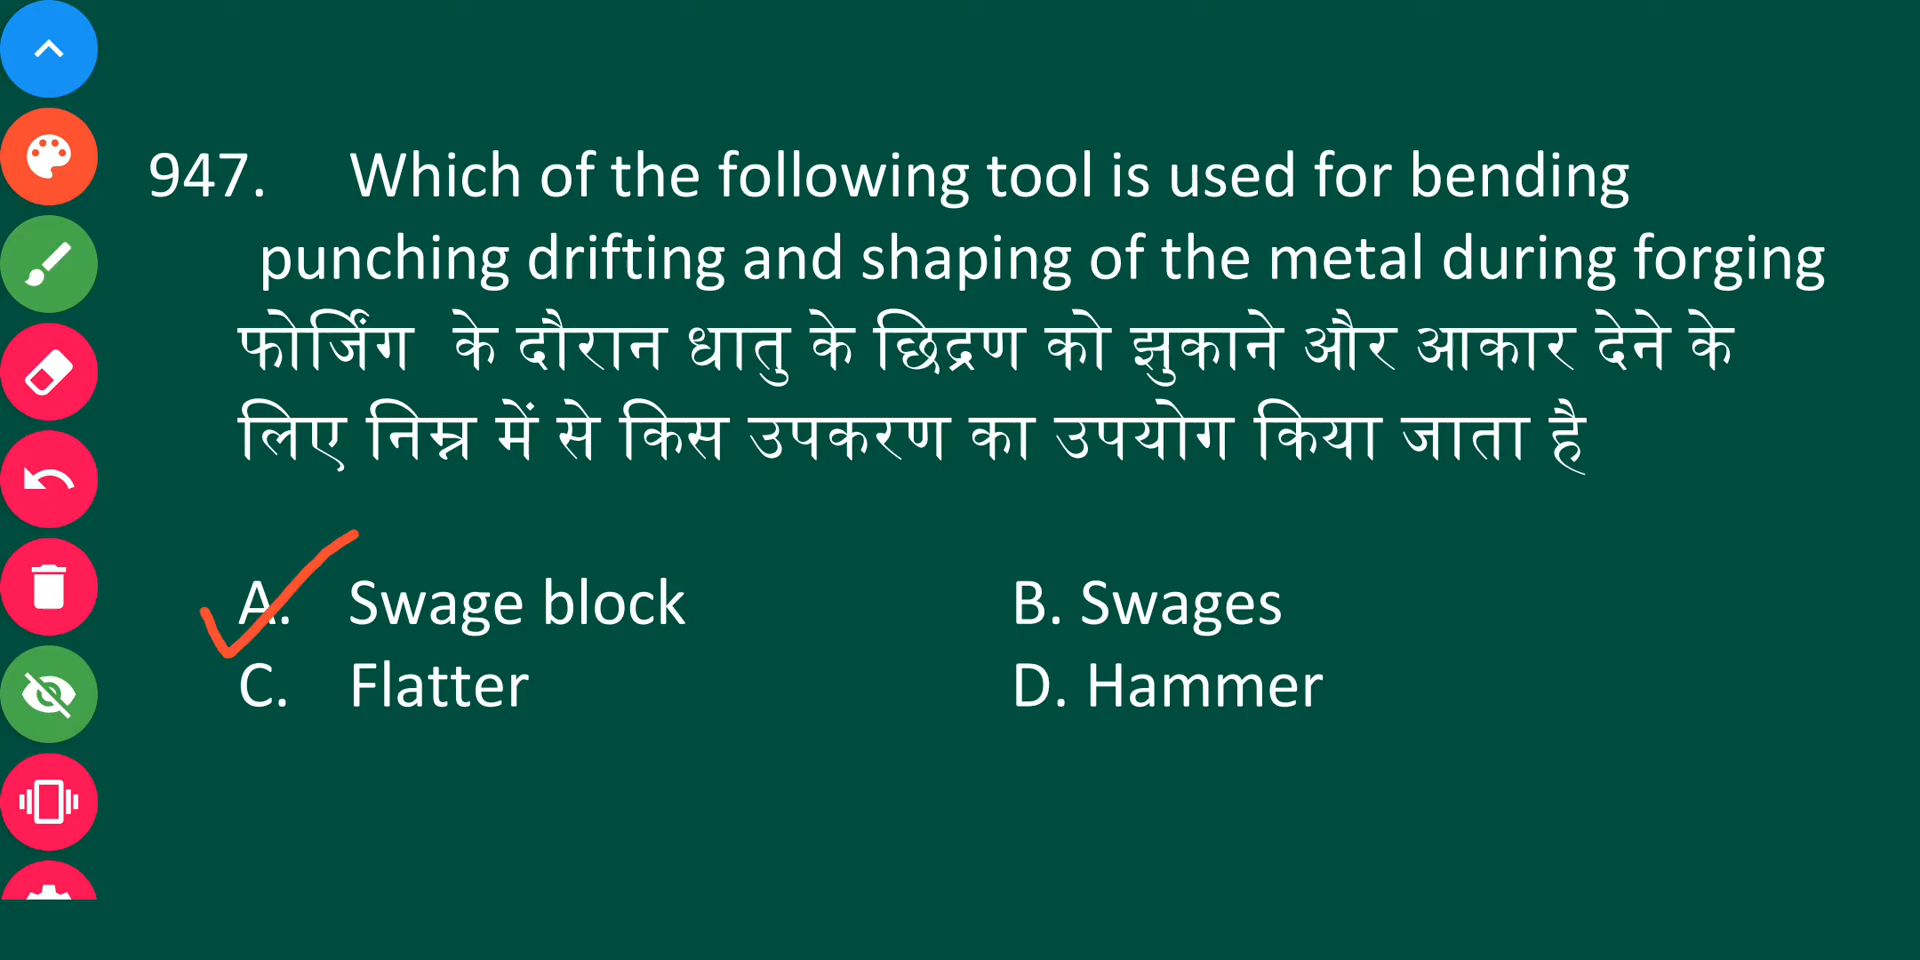 947. Which of the following tool is used for bending
punching drifting and shaping of the metal during forging
फोर्जिंग के दौरान धातु के छिद्रण को झुकाने और आकार देने के
लिए निम्न में से किस उपकरण का उपयोग किया जाता है
A. Swage block B. Swages
C. Flatter D. Hammer